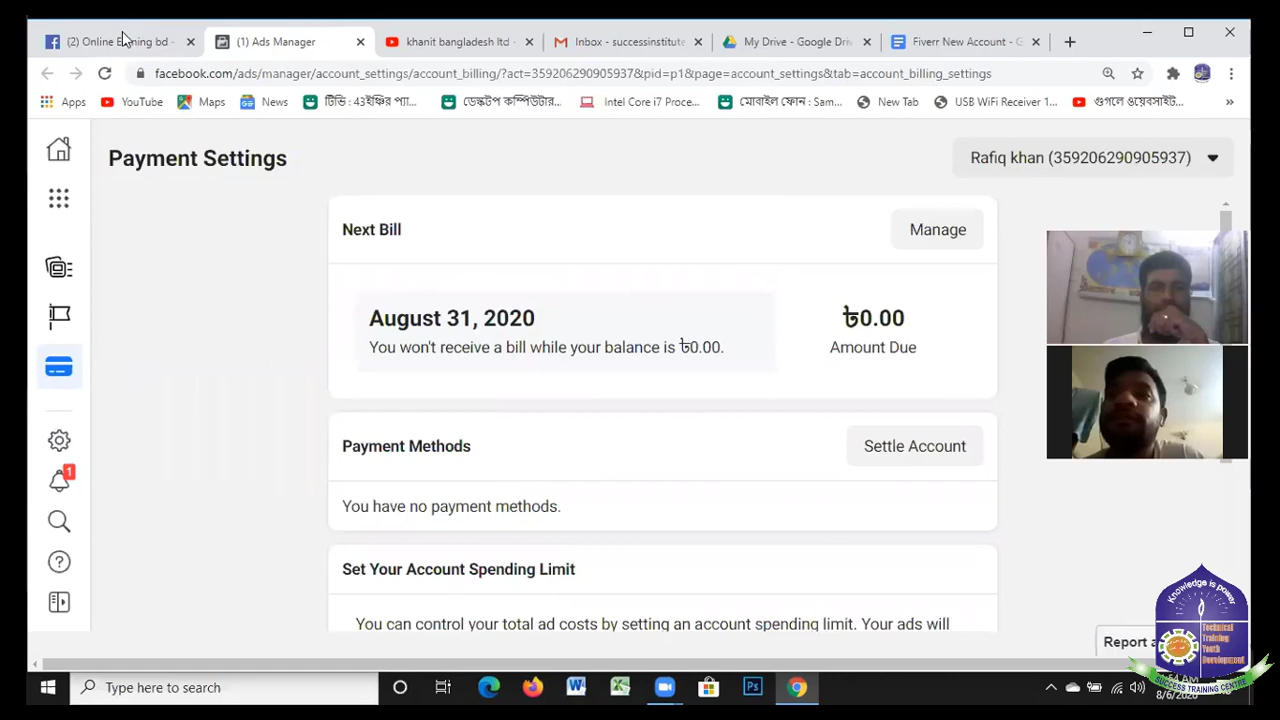 (2) Online Earning bd -
(1) Ads Manager
khanit bangladesh ltd -
Inbox - successinstitute
My Drive - Google Dri
Fiverr New Account - G
facebook.com/ads/manager/account_settings/account_billing/?act=359206290905937&pid=p1&page=account_settings&tab=account_billing_settings
Apps
YouTube
Maps
News
টিভি : 43ইঞ্চির প্যা...
ডেস্কটপ কম্পিউটার...
Intel Core i7 Proce...
মোবাইল ফোন : Sam...
New Tab
USB WiFi Receiver 1...
গুগলে ওয়েবসাইট...
»
Payment Settings
Rafiq khan (359206290905937)
Next Bill
Manage
August 31, 2020
৳0.00
You won't receive a bill while your balance is ৳0.00.
Amount Due
Payment Methods
Settle Account
1
You have no payment methods.
Set Your Account Spending Limit
You can control your total ad costs by setting an account spending limit. Your ads will
Report a
Knowledge is power
Technical
Training
Youth
Development
SUCCESS TRAINING CENTRE
Type here to search
AM